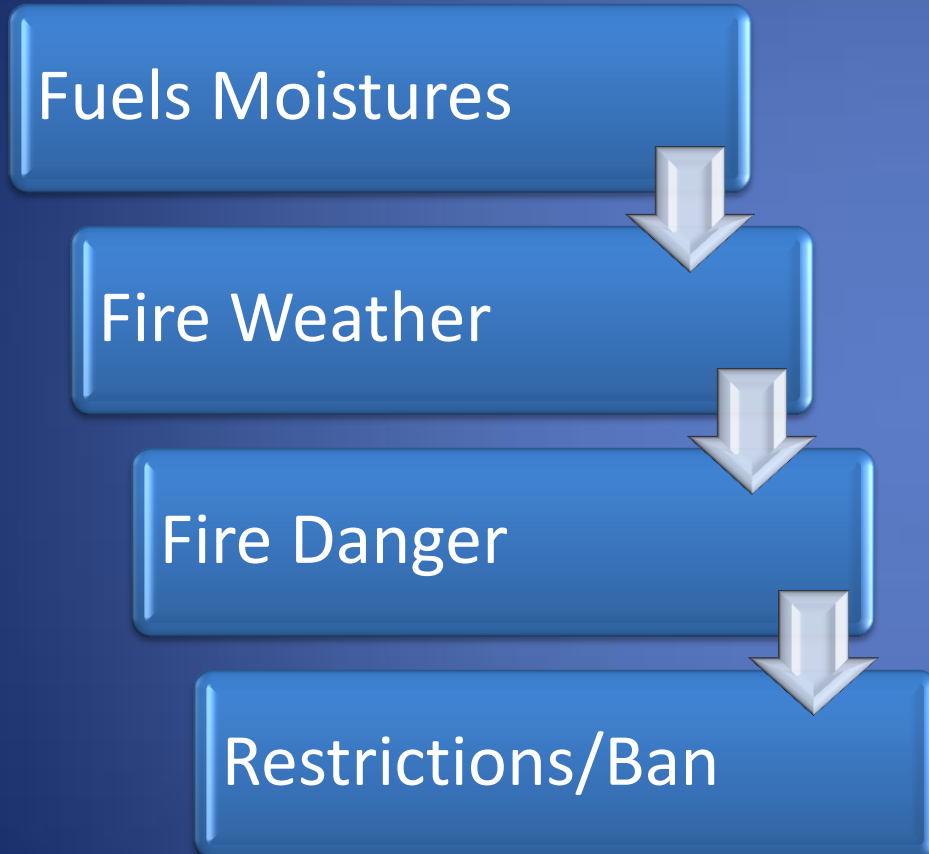 Fuels Moistures
Fire Weather
Fire Danger
Restrictions/Ban